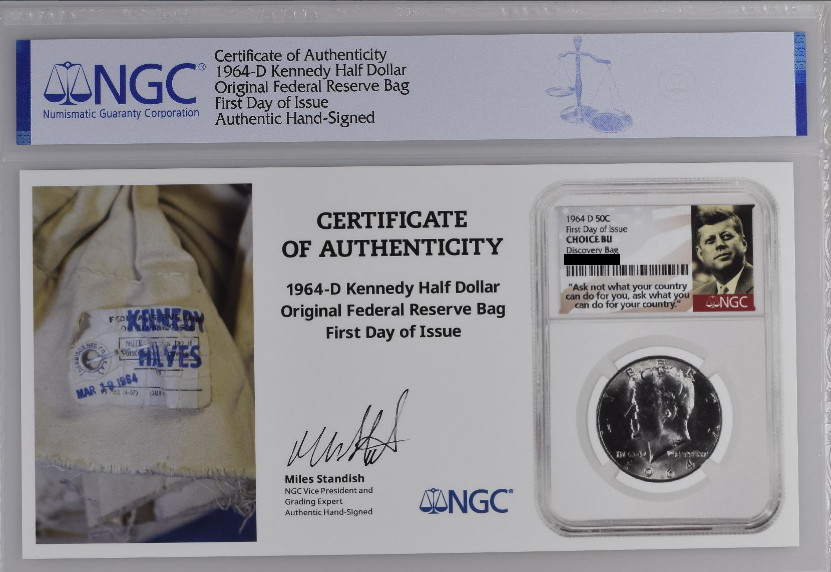 NGC®
Numismatic Guaranty Corporation
Certificate of Authenticity
1964-D Kennedy Half Dollar
Original Federal Reserve Bag
First Day of Issue
Authentic Hand-Signed
CERTIFICATE
OF AUTHENTICITY
1964-D Kennedy Half Dollar
Original Federal Reserve Bag
First Day of Issue
Miles Standish
NGC Vice President and
Grading Expert
Authentic Hand-Signed
NGC®
KENNEDY
HALVES
MAR 1964
1964 D 50C
First Day of Issue
CHOICE BU
Discovery Bag
"Ask not what your country
can do for you, ask what you
can do for your country."
NGC
1964